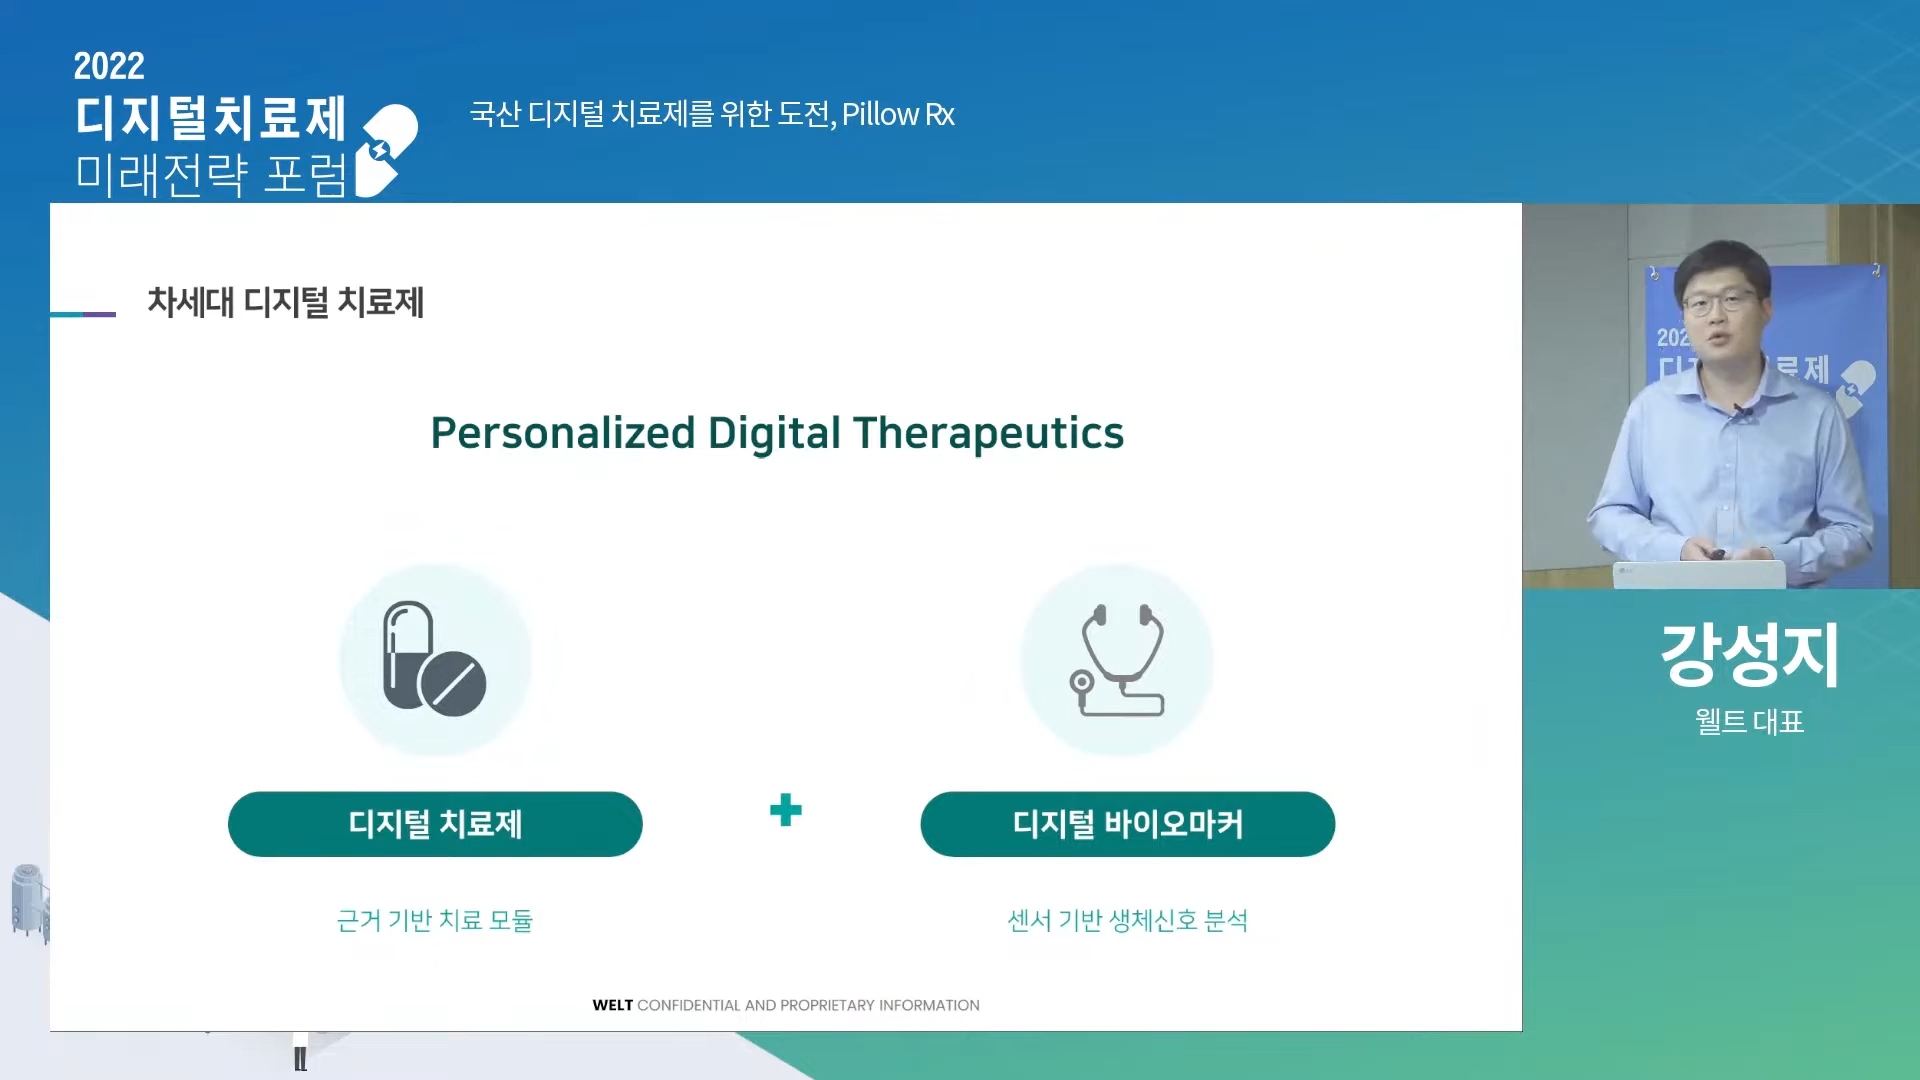 2022
디지털치료제
미래전략 포럼
국산 디지털 치료제를 위한 도전, Pillow Rx
차세대 디지털 치료제
Personalized Digital Therapeutics
디지털 치료제
디지털 바이오마커
근거 기반 치료 모듈
센서 기반 생체신호 분석
WELT CONFIDENTIAL AND PROPRIETARY INFORMATION
202
료제
강성지
웰트 대표